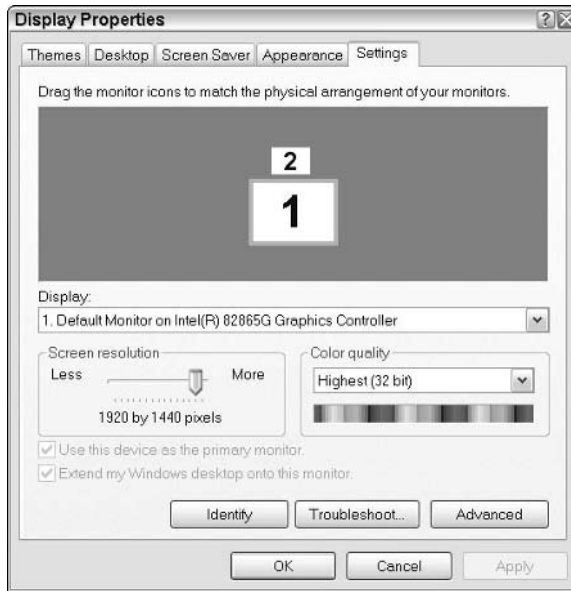 Display Properties
Themes Desktop Screen Saver Appearance Settings
Drag the monitor icons to match the physical arrangement of your monitors.
2
1
Display:
1. Default Monitor on Intel(R) 82865G Graphics Controller
Screen resolution
Less More
1920 by 1440 pixels
Color quality
Highest (32 bit)
Use this device as the primary monitor.
Extend my Windows desktop onto this monitor.
Identify Troubleshoot... Advanced
OK Cancel Apply